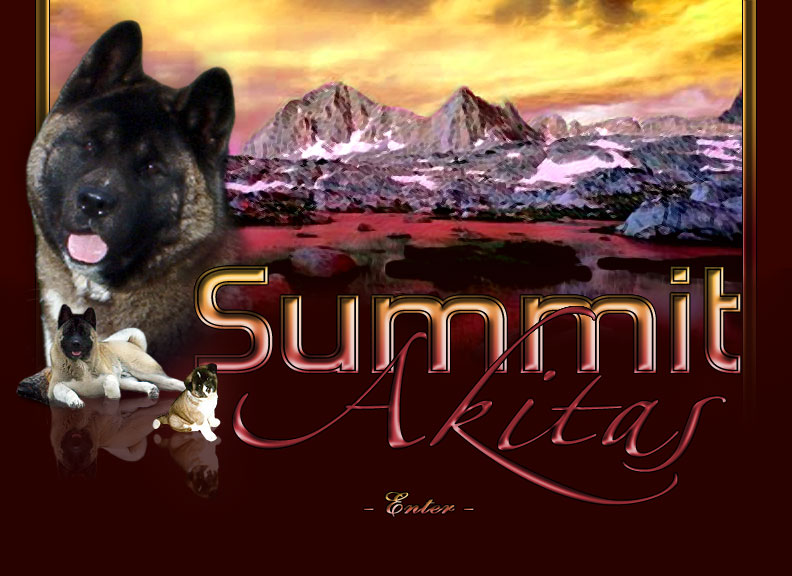 Summit
Akitas
- Enter -